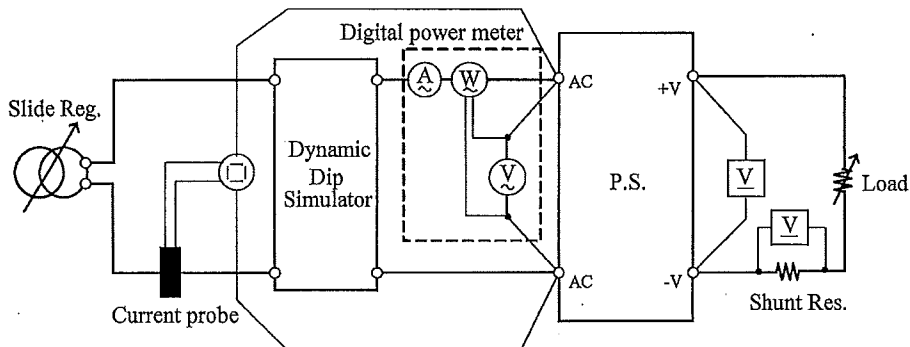 Digital power meter
Slide Reg.
A
W
AC
+V
Dynamic
Dip
Simulator
V
P.S.
V
Load
V
AC
-V
Shunt Res.
Current probe